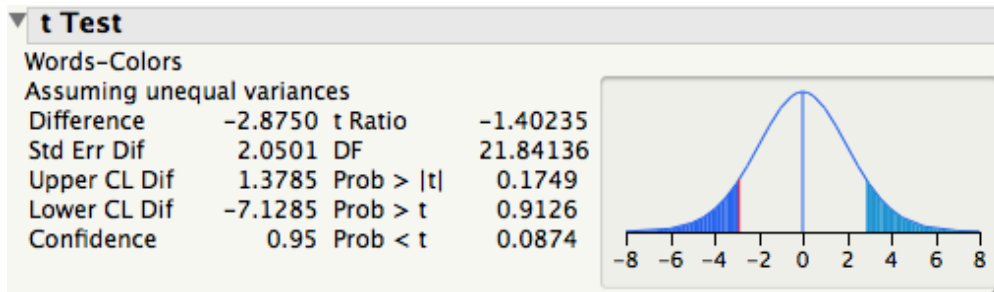 t Test
Words-Colors
Assuming unequal variances
Difference -2.8750 t Ratio -1.40235
Std Err Dif 2.0501 DF 21.84136
Upper CL Dif 1.3785 Prob > |t| 0.1749
Lower CL Dif -7.1285 Prob > t 0.9126
Confidence 0.95 Prob < t 0.0874
-8 -6 -4 -2 0 2 4 6 8